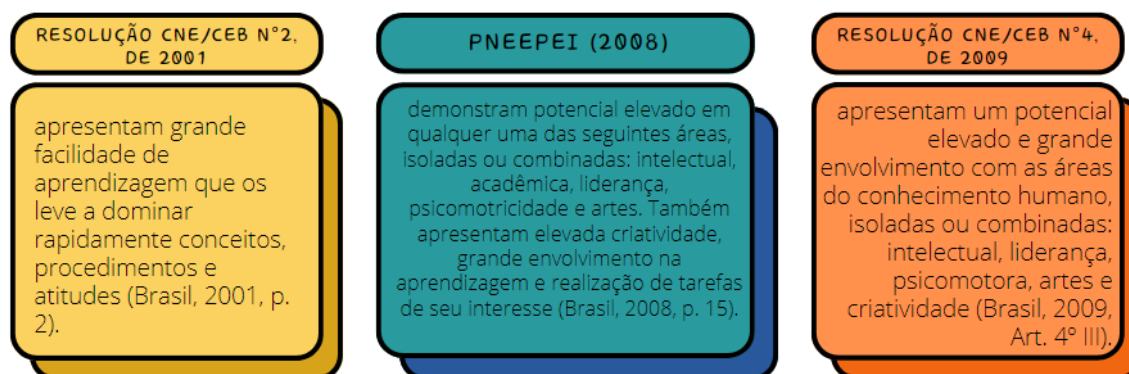 RESOLUÇÃO CNE/CEB N°2,
DE 2001
apresentam grande
facilidade de
aprendizagem que os
leve a dominar
rapidamente conceitos,
procedimentos e
atitudes (Brasil, 2001, p.
2).
PNEEPEI (2008)
demonstram potencial elevado em
qualquer uma das seguintes áreas,
isoladas ou combinadas: intelectual,
acadêmica, liderança,
psicomotricidade e artes. Também
apresentam elevada criatividade,
grande envolvimento na
aprendizagem e realização de tarefas
de seu interesse (Brasil, 2008, p. 15).
RESOLUÇÃO CNE/CEB N°4,
DE 2009
apresentam um potencial
elevado e grande
envolvimento com as áreas
do conhecimento humano,
isoladas ou combinadas:
intelectual, liderança,
psicomotora, artes e
criatividade (Brasil, 2009,
Art. 4º III).